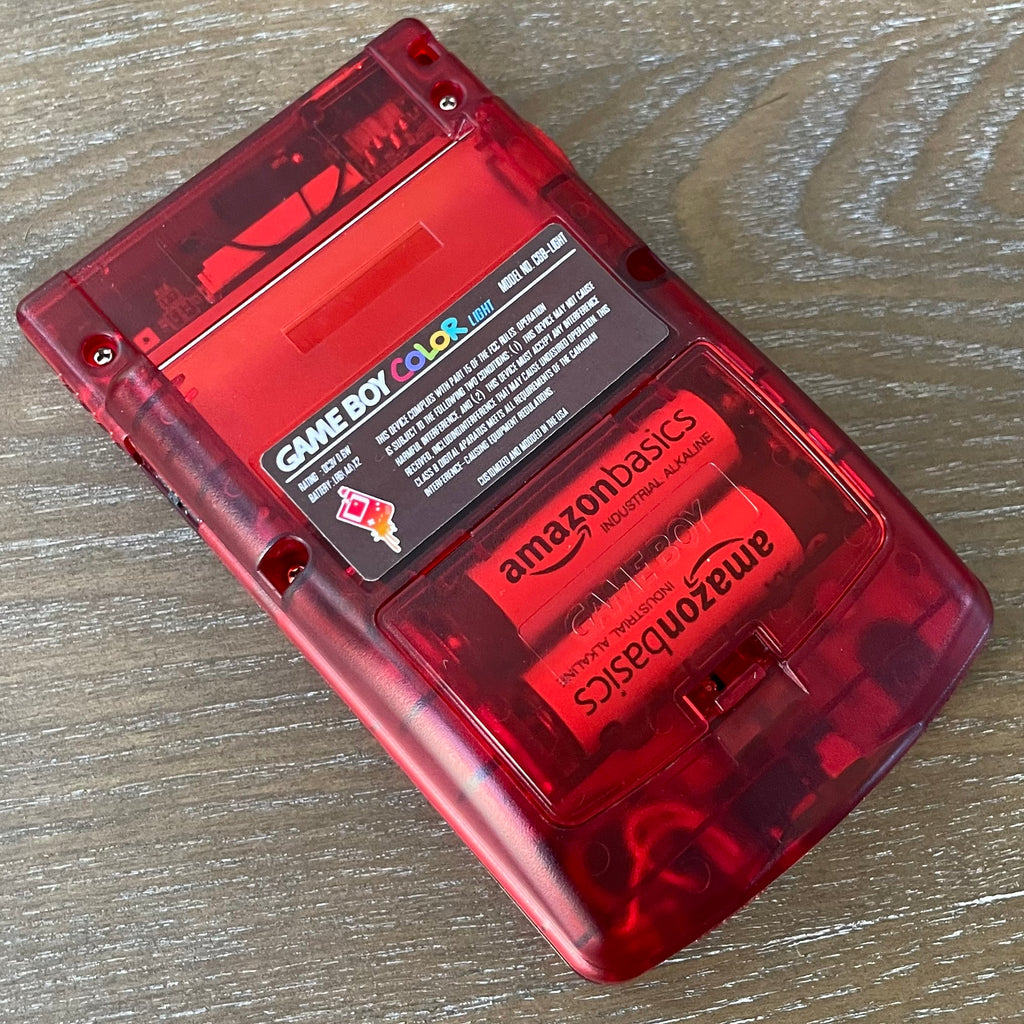 GAME BOY COLOR LIGHT MODEL NO. CGB-LIGHT
RATING : DC3V 0.6W
BATTERY : LR6(AA)X2
THIS DEVICE COMPLIES WITH PART 15 OF THE FCC RULES OPERATION
IS SUBJECT TO THE FOLLOWING TWO CONDITIONS: (1) THIS DEVICE MAY NOT CAUSE
HARMFUL INTERFERENCE, AND (2) THIS DEVICE MUST ACCEPT ANY INTERFERENCE
RECEIVED, INCLUDINGINTERFERENCE THAT MAY CAUSE UNDISIRED OPERATION. THIS
CLASS B DIGITAL APARATUS MEETS ALL REQUIREMENTS OF THE CANADIAN
INTERFERENCE-CAUSING EQUIPMENT REGULATIONS
CUSTOMIZED AND MODDED IN THE USA
amazonbasics
INDUSTRIAL ALKALINE
GAME BOY
amazonbasics
INDUSTRIAL ALKALINE